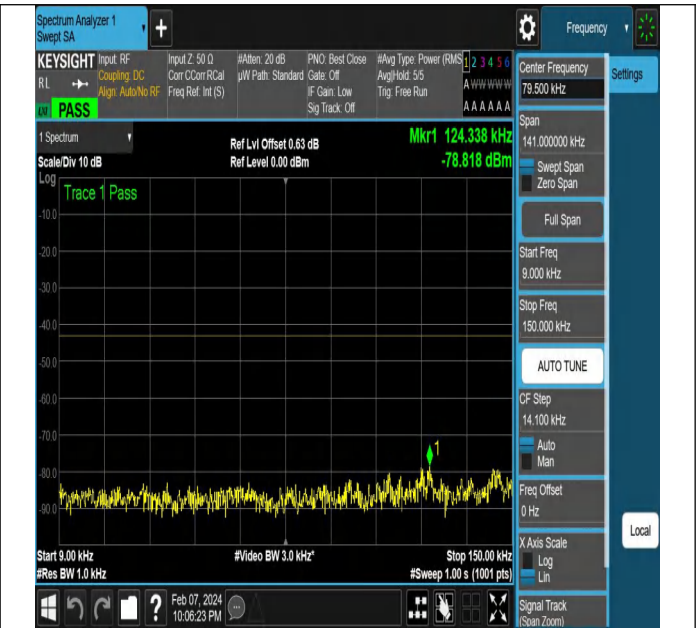 Spectrum Analyzer 1
Swept SA
+
Frequency
KEYSIGHT
RL
PASS
Input: RF
Coupling: DC
Align: Auto/No RF
Input Z: 50 Ω
Corr CCorr RCal
Freq Ref: Int (S)
#Atten: 20 dB
µW Path: Standard
PNO: Best Close
Gate: Off
IF Gain: Low
Sig Track: Off
#Avg Type: Power (RMS
Avg|Hold: 5/5
Trig: Free Run
1 2 3 4 5 6
A W W W W W
A A A A A A
1 Spectrum
Scale/Div 10 dB
Log
Ref Lvl Offset 0.63 dB
Ref Level 0.00 dBm
Mkr1 124.338 kHz
-78.818 dBm
Trace 1 Pass
-10.0
-20.0
-30.0
-40.0
-50.0
-60.0
-70.0
-80.0
-90.0
1
Start 9.00 kHz
#Res BW 1.0 kHz
#Video BW 3.0 kHz*
Stop 150.00 kHz
#Sweep 1.00 s (1001 pts)
Center Frequency
79.500 kHz
Settings
Span
141.000000 kHz
Swept Span
Zero Span
Full Span
Start Freq
9.000 kHz
Stop Freq
150.000 kHz
AUTO TUNE
CF Step
14.100 kHz
Auto
Man
Freq Offset
0 Hz
X Axis Scale
Log
Lin
Local
Signal Track
(Span Zoom)
?
Feb 07, 2024
10:06:23 PM